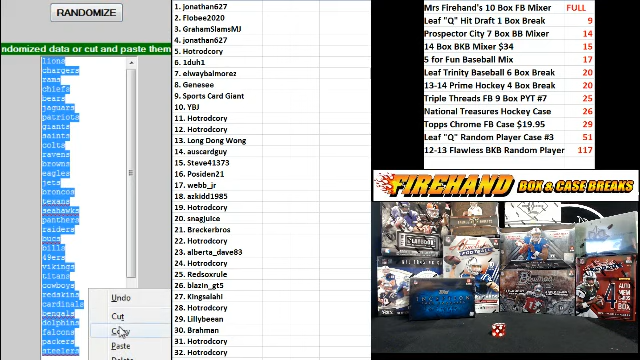 RANDOMIZE
ndomized data or cut and paste them
lions
chargers
rams
chiefs
bears
jaguars
patriots
giants
saints
colts
ravens
browns
eagles
jets
broncos
texans
seahawks
panthers
raiders
bucs
bills
49ers
vikings
titans
cowboys
redskins
cardinals
bengals
dolphins
falcons
packers
steelers
Undo
Cut
Copy
Paste
Delete
1 jonathan627
2 Flobee2020
3 GrahamSlamsMJ
4 jonathan627
5 Hotrodcory
6 1duh1
7 elwaybalmorez
8 Genesee
9 Sports Card Giant
10 YBJ
11 Hotrodcory
12 Hotrodcory
13 Long Dong Wong
14 auscardguy
15 Steve41373
16 Posiden21
17 webb_jr
18 azkidd1985
19 Hotrodcory
20 snagjuice
21 Breckerbros
22 Hotrodcory
23 alberta_dave83
24 Hotrodcory
25 Redsoxrule
26 blazin_gt5
27 Kingsalahi
28 Hotrodcory
29 Lillybeean
30 Brahman
31 Hotrodcory
32 Hotrodcory
Mrs Firehand's 10 Box FB Mixer FULL
Leaf "Q" Hit Draft 1 Box Break 9
Prospector City 7 Box BB Mixer 14
14 Box BKB Mixer $34 15
5 for Fun Baseball Mix 17
Leaf Trinity Baseball 6 Box Break 20
13-14 Prime Hockey 4 Box Break 20
Triple Threads FB 9 Box PYT #7 25
National Treasures Hockey Case 26
Topps Chrome FB Case $19.95 29
Leaf "Q" Random Player Case #3 51
12-13 Flawless BKB Random Player 117
FIREHAND BOX & CASE BREAKS